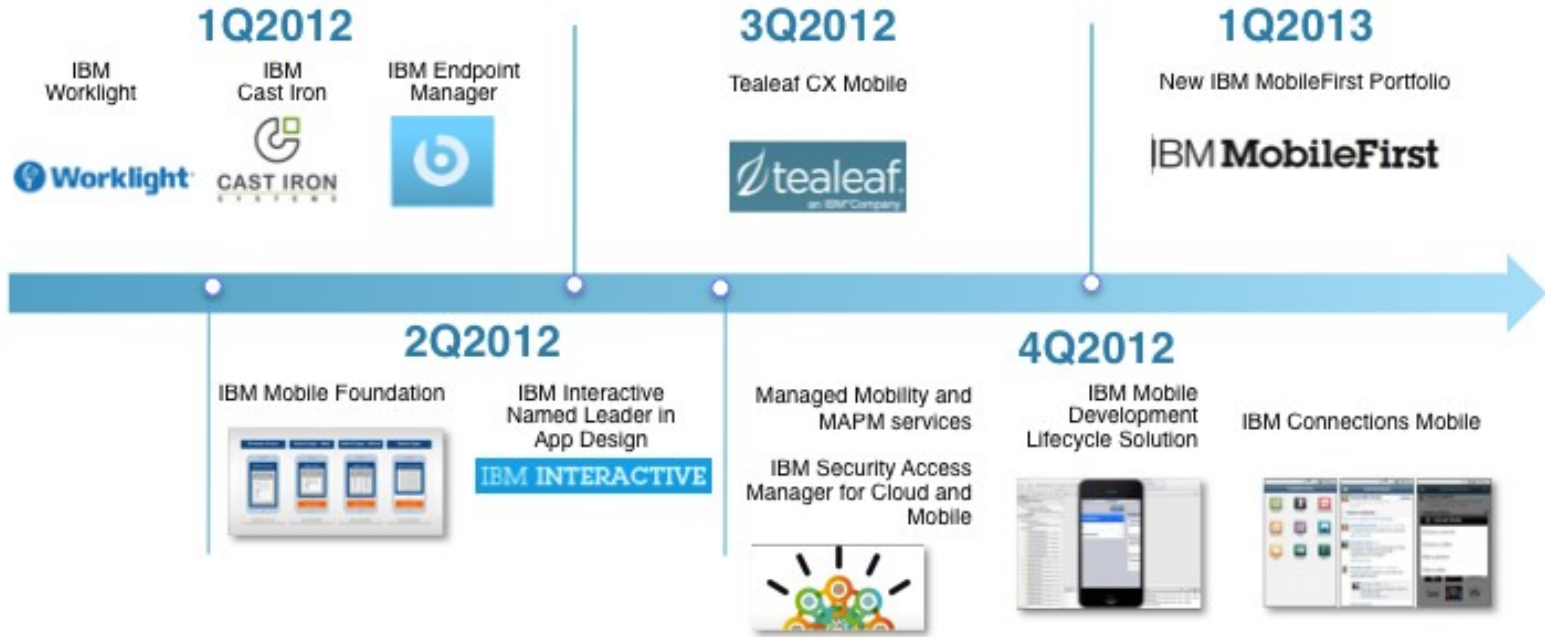 1Q2012
IBM
Worklight
Worklight
IBM
Cast Iron
CAST IRON
SYSTEMS
IBM Endpoint
Manager
3Q2012
Tealeaf CX Mobile
tealeaf.
an IBM® Company
1Q2013
New IBM MobileFirst Portfolio
IBM MobileFirst
2Q2012
IBM Mobile Foundation
IBM Interactive
Named Leader in
App Design
IBM INTERACTIVE
4Q2012
Managed Mobility and
MAPM services
IBM Security Access
Manager for Cloud and
Mobile
IBM Mobile
Development
Lifecycle Solution
IBM Connections Mobile